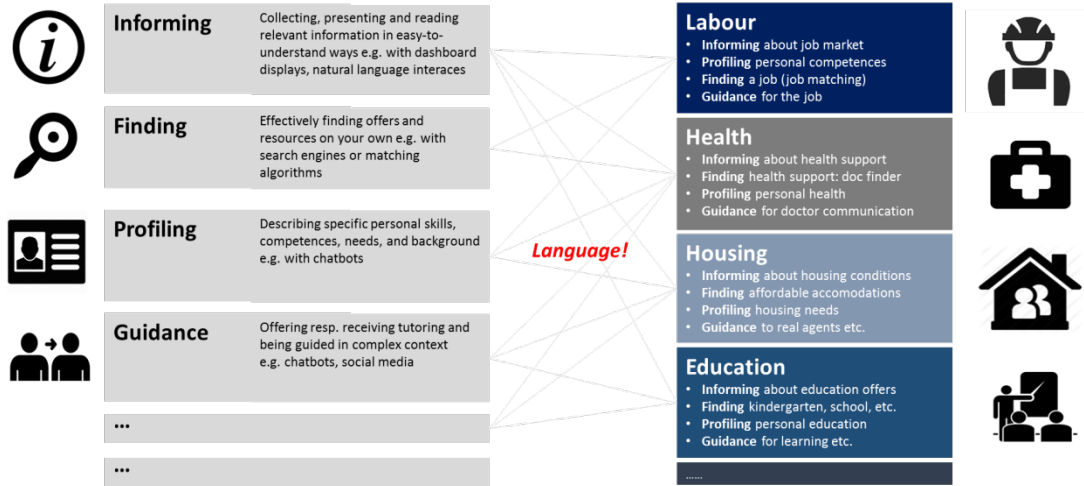 Informing
Collecting, presenting and reading
relevant information in easy-to-
understand ways e.g. with dashboard
displays, natural language interaces
Finding
Effectively finding offers and
resources on your own e.g. with
search engines or matching
algorithms
Profiling
Describing specific personal skills,
competences, needs, and background
e.g. with chatbots
Guidance
Offering resp. receiving tutoring and
being guided in complex context
e.g. chatbots, social media
...
...
Language!
Labour
• Informing about job market
• Profiling personal competences
• Finding a job (job matching)
• Guidance for the job
Health
• Informing about health support
• Finding health support: doc finder
• Profiling personal health
• Guidance for doctor communication
Housing
• Informing about housing conditions
• Finding affordable accomodations
• Profiling housing needs
• Guidance to real agents etc.
Education
• Informing about education offers
• Finding kindergarten, school, etc.
• Profiling personal education
• Guidance for learning etc.
......